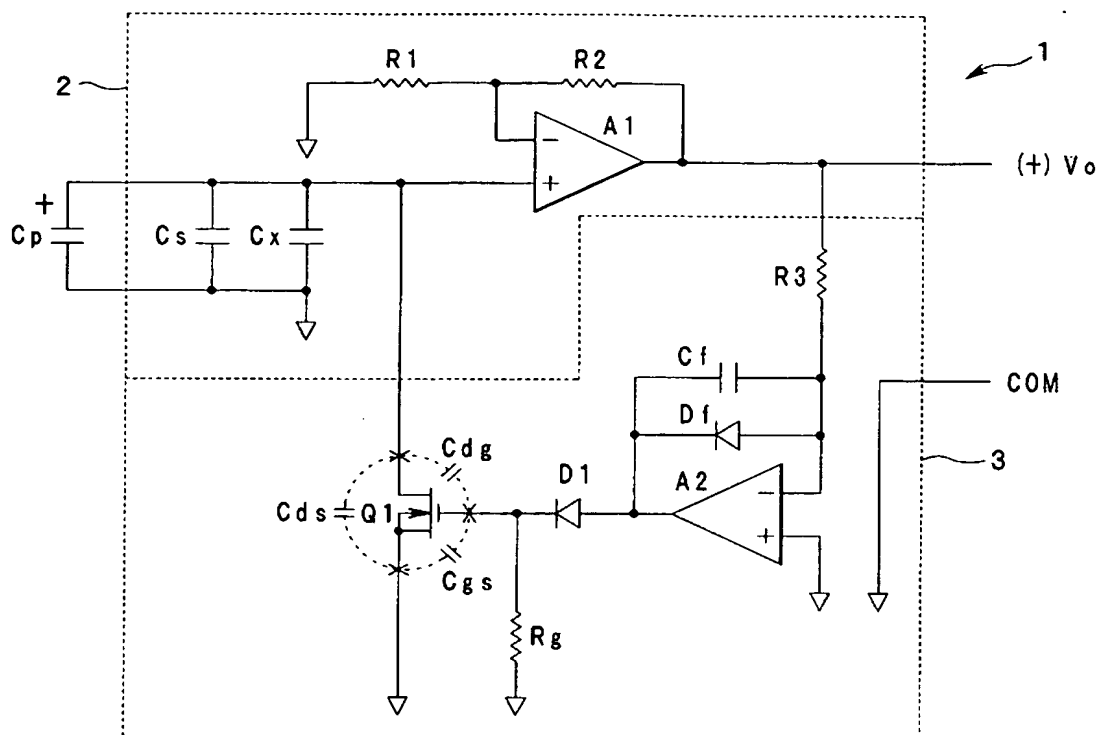 R1
R2
1
2
A1
−
+
(+) Vo
+
Cp
Cs
Cx
R3
Cf
COM
Df
Cdg
D1
A2
3
−
Cds
Q1
+
Cgs
Rg